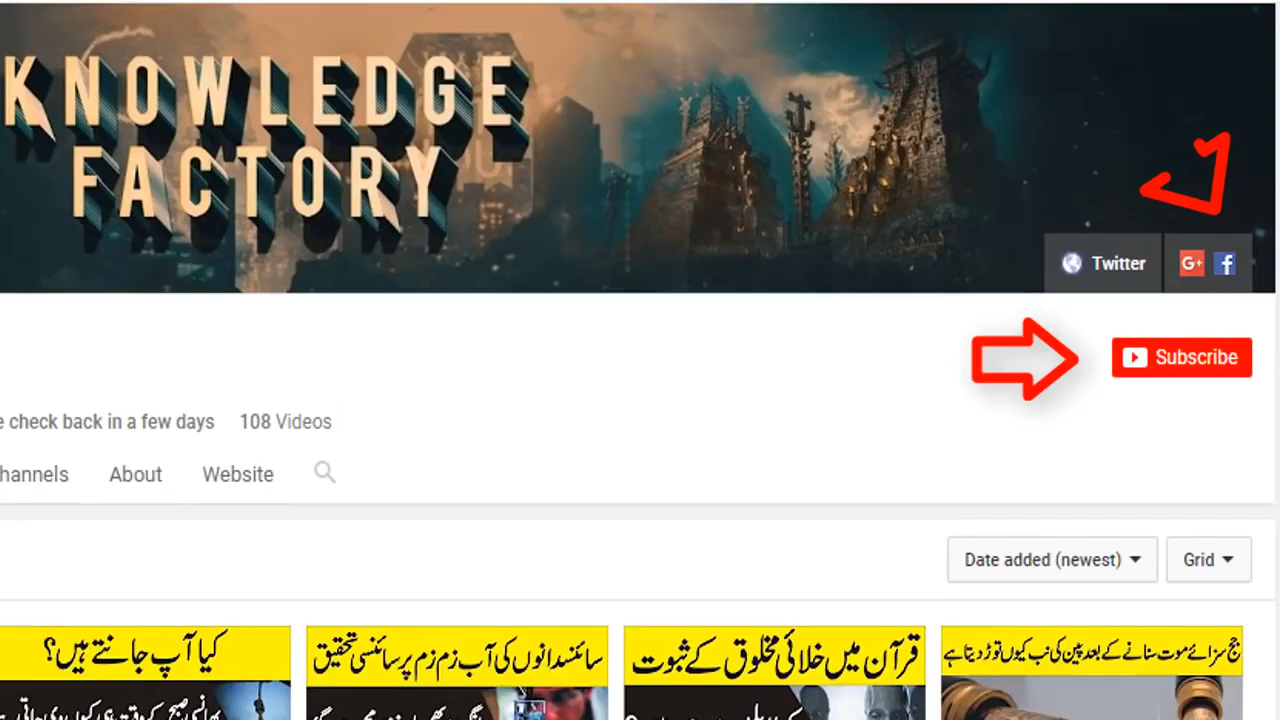 KNOWLEDGE
FACTORY
Twitter
G+ f
Subscribe
check back in a few days 108 Videos
hannels About Website
Date added (newest) Grid
کیا آپ جانتے ہیں؟
سائنسدانوں کی آب زم زم پر سائنسی تحقیق
قرآن میں خلائی مخلوق کے ثبوت
جج سزائے موت سنانے کے بعد پین کی نب کیوں توڑ دیتا ہے